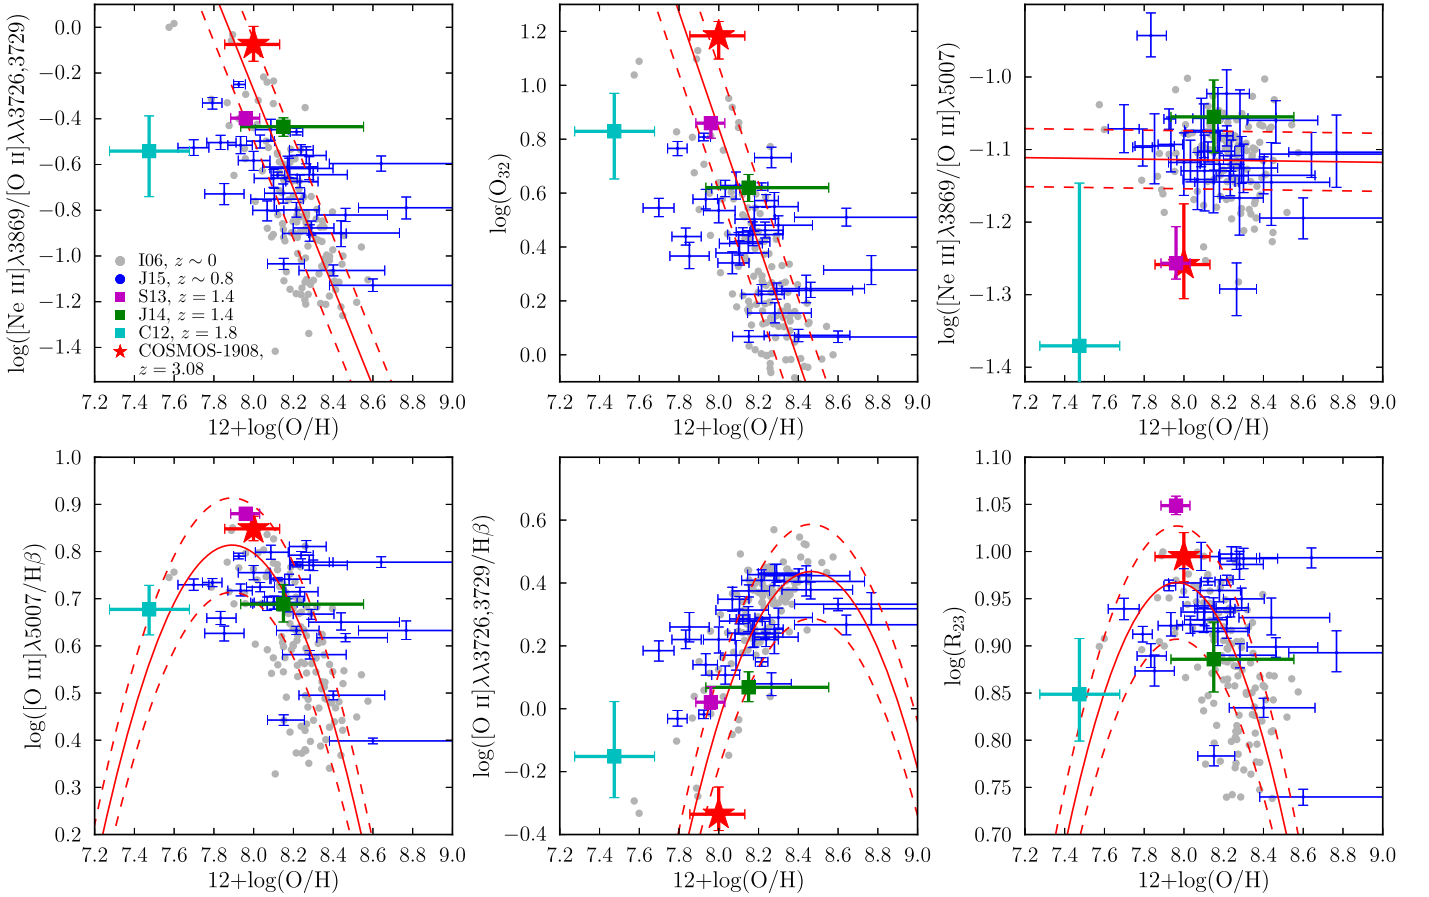 log([Ne III]λ3869/[O II]λλ3726,3729)
0.0
−0.2
−0.4
−0.6
−0.8
−1.0
−1.2
−1.4
I06, z ∼ 0
J15, z ∼ 0.8
S13, z = 1.4
J14, z = 1.4
C12, z = 1.8
COSMOS-1908,
z = 3.08
7.2 7.4 7.6 7.8 8.0 8.2 8.4 8.6 8.8 9.0
12+log(O/H)
log(O₃₂)
1.2
1.0
0.8
0.6
0.4
0.2
0.0
7.2 7.4 7.6 7.8 8.0 8.2 8.4 8.6 8.8 9.0
12+log(O/H)
log([Ne III]λ3869/[O III]λ5007)
−1.0
−1.1
−1.2
−1.3
−1.4
7.2 7.4 7.6 7.8 8.0 8.2 8.4 8.6 8.8 9.0
12+log(O/H)
log([O III]λ5007/Hβ)
1.0
0.9
0.8
0.7
0.6
0.5
0.4
0.3
0.2
7.2 7.4 7.6 7.8 8.0 8.2 8.4 8.6 8.8 9.0
12+log(O/H)
log([O II]λλ3726,3729/Hβ)
0.6
0.4
0.2
0.0
−0.2
−0.4
7.2 7.4 7.6 7.8 8.0 8.2 8.4 8.6 8.8 9.0
12+log(O/H)
log(R₂₃)
1.10
1.05
1.00
0.95
0.90
0.85
0.80
0.75
0.70
7.2 7.4 7.6 7.8 8.0 8.2 8.4 8.6 8.8 9.0
12+log(O/H)